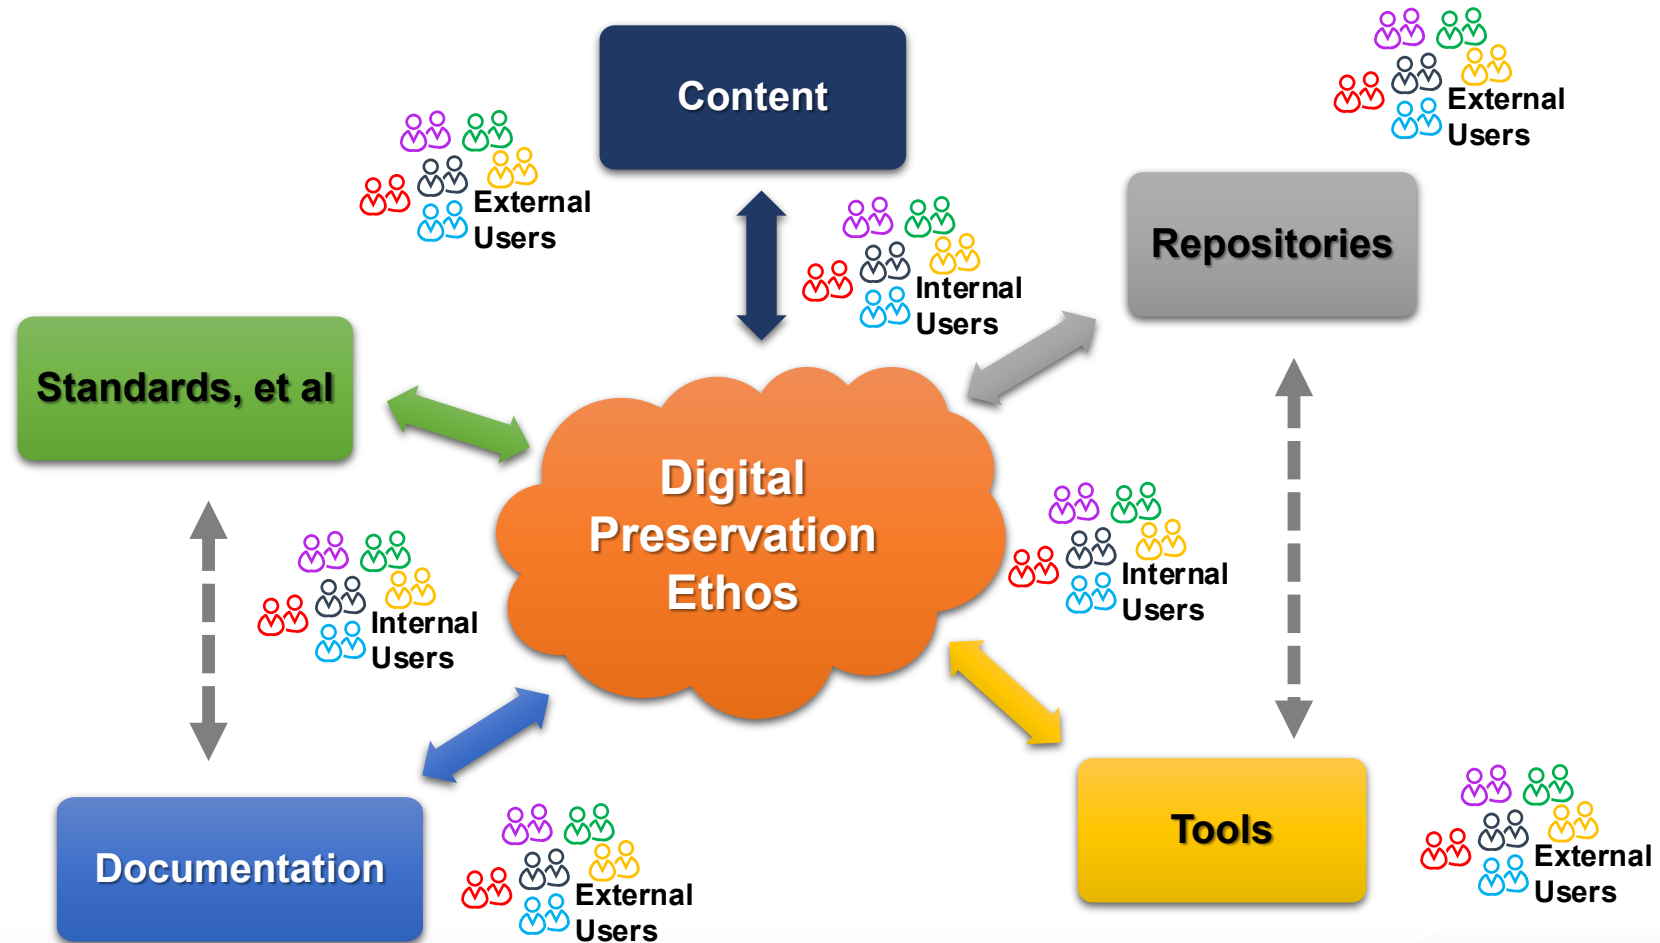 Content
External
Users
External
Users
Repositories
Internal
Users
Standards, et al
Digital
Preservation
Ethos
Internal
Users
Internal
Users
Tools
Documentation
External
Users
External
Users